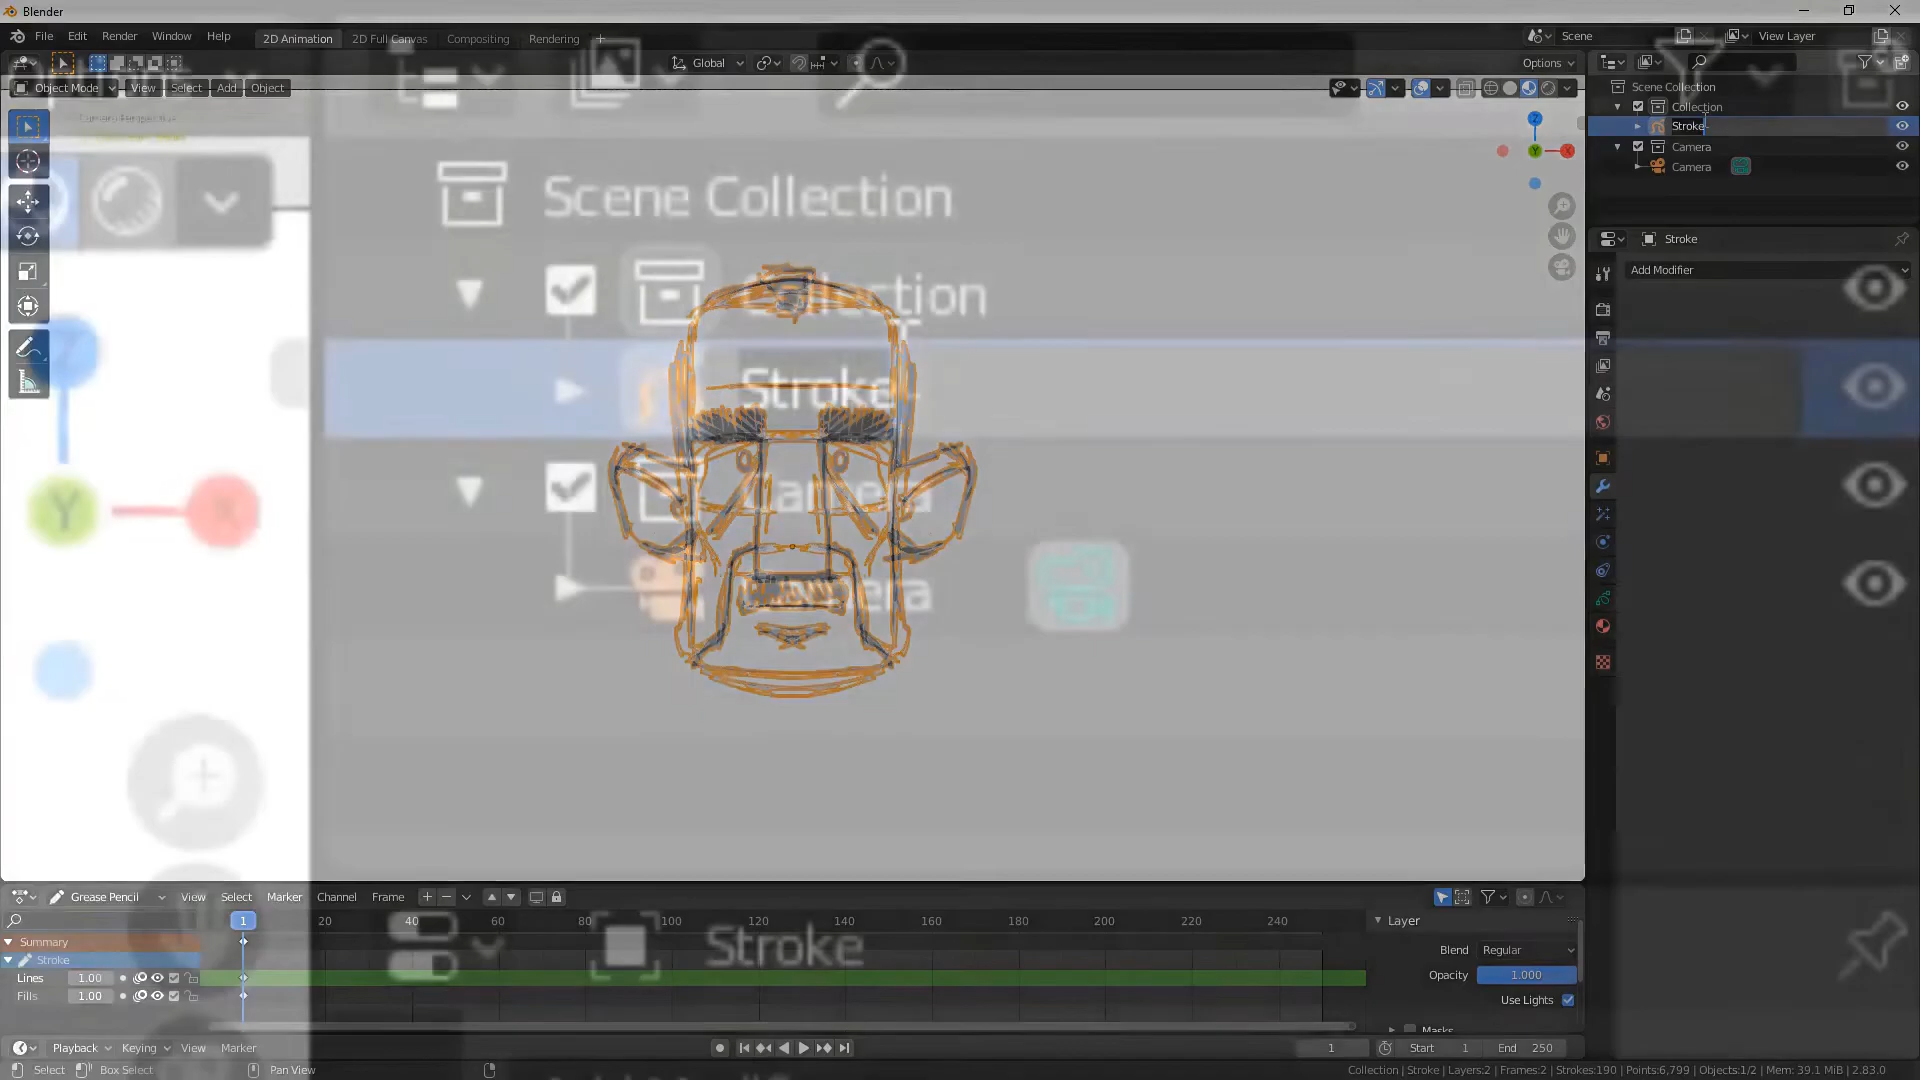 Blender
File Edit Render Window Help 2D Animation 2D Full Canvas Compositing Rendering + Scene View Layer
Global Options
Object Mode View Select Add Object
Scene Collection
Collection
Stroke
Camera
Camera
Z
Y X
Stroke
Add Modifier
Scene Collection
Collection
Stroke
Camera
Camera
Y X
Stroke
Grease Pencil View Select Marker Channel Frame
1 20 40 60 80 100 120 140 160 180 200 220 240
Layer
Summary
Stroke
Lines 1.00
Fills 1.00
Blend Regular
Opacity 1.000
Use Lights
Masks
Playback Keying View Marker 1 Start 1 End 250
Select Box Select Pan View
Collection | Stroke | Layers:2 | Frames:2 | Strokes:190 | Points:6,799 | Objects:1/2 | Mem: 39.1 MiB | 2.83.0